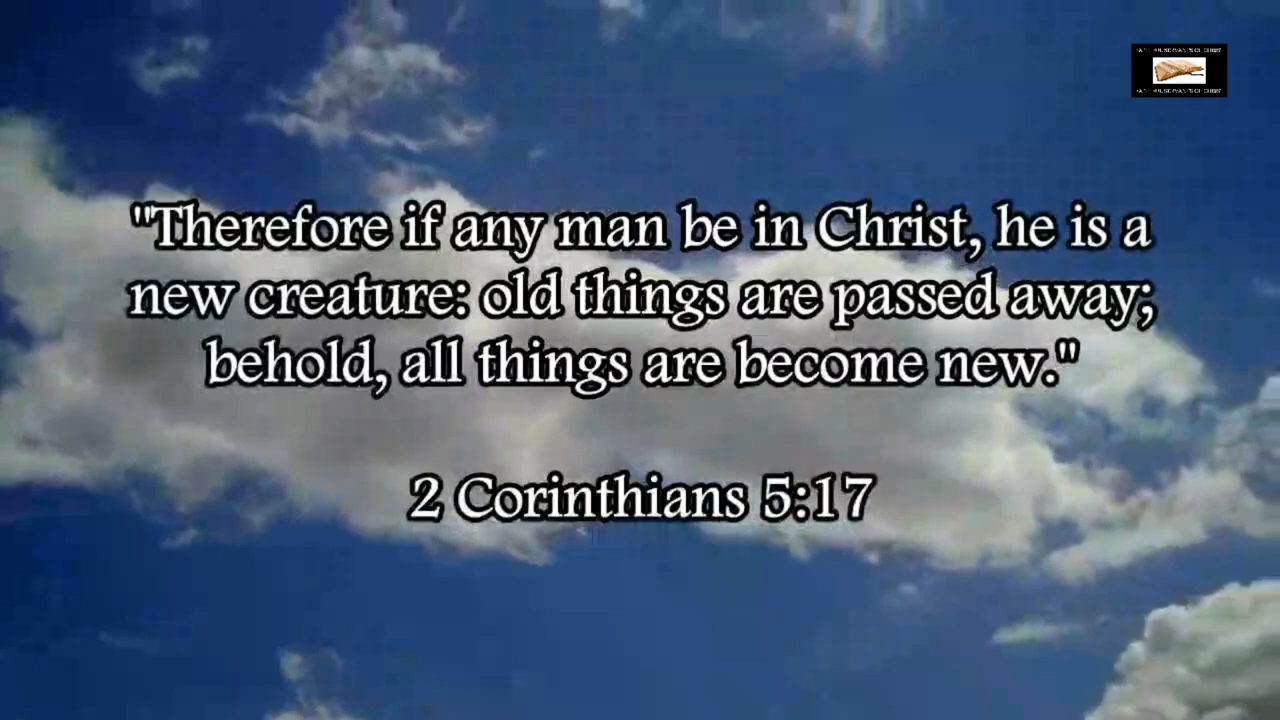 "Therefore if any man be in Christ, he is a
new creature: old things are passed away;
behold, all things are become new."
2 Corinthians 5:17